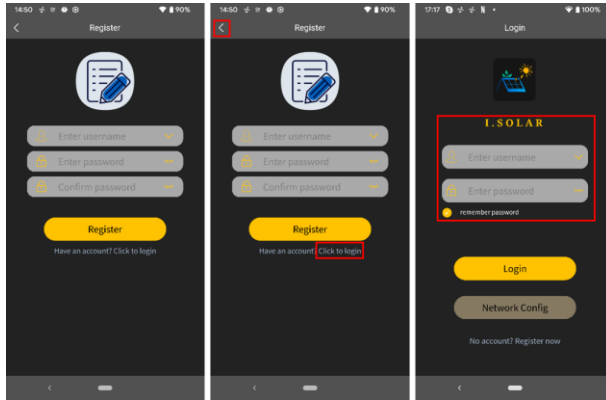 14:50
90%
Register
Enter username
Enter password
Confirm password
Register
Have an account? Click to login
14:50
90%
Register
Enter username
Enter password
Confirm password
Register
Have an account? Click to login
17:17
100%
Login
I.SOLAR
Enter username
Enter password
remember password
Login
Network Config
No account? Register now